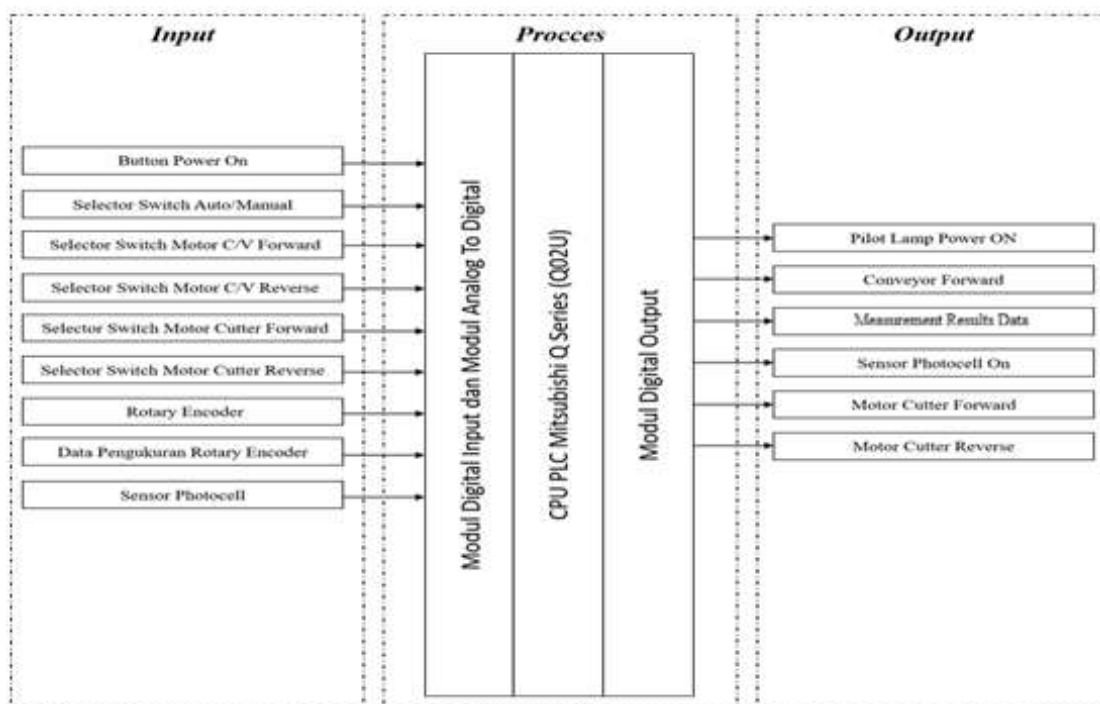 Input
Button Power On
Selector Switch Auto/Manual
Selector Switch Motor C/V Forward
Selector Switch Motor C/V Reverse
Selector Switch Motor Cutter Forward
Selector Switch Motor Cutter Reverse
Rotary Encoder
Data Pengukuran Rotary Encoder
Sensor Photocell
Procces
Modul Digital Input dan Modul Analog To Digital
CPU PLC Mitsubishi Q Series (Q02U)
Modul Digital Output
Output
Pilot Lamp Power ON
Conveyor Forward
Measurement Results Data
Sensor Photocell On
Motor Cutter Forward
Motor Cutter Reverse